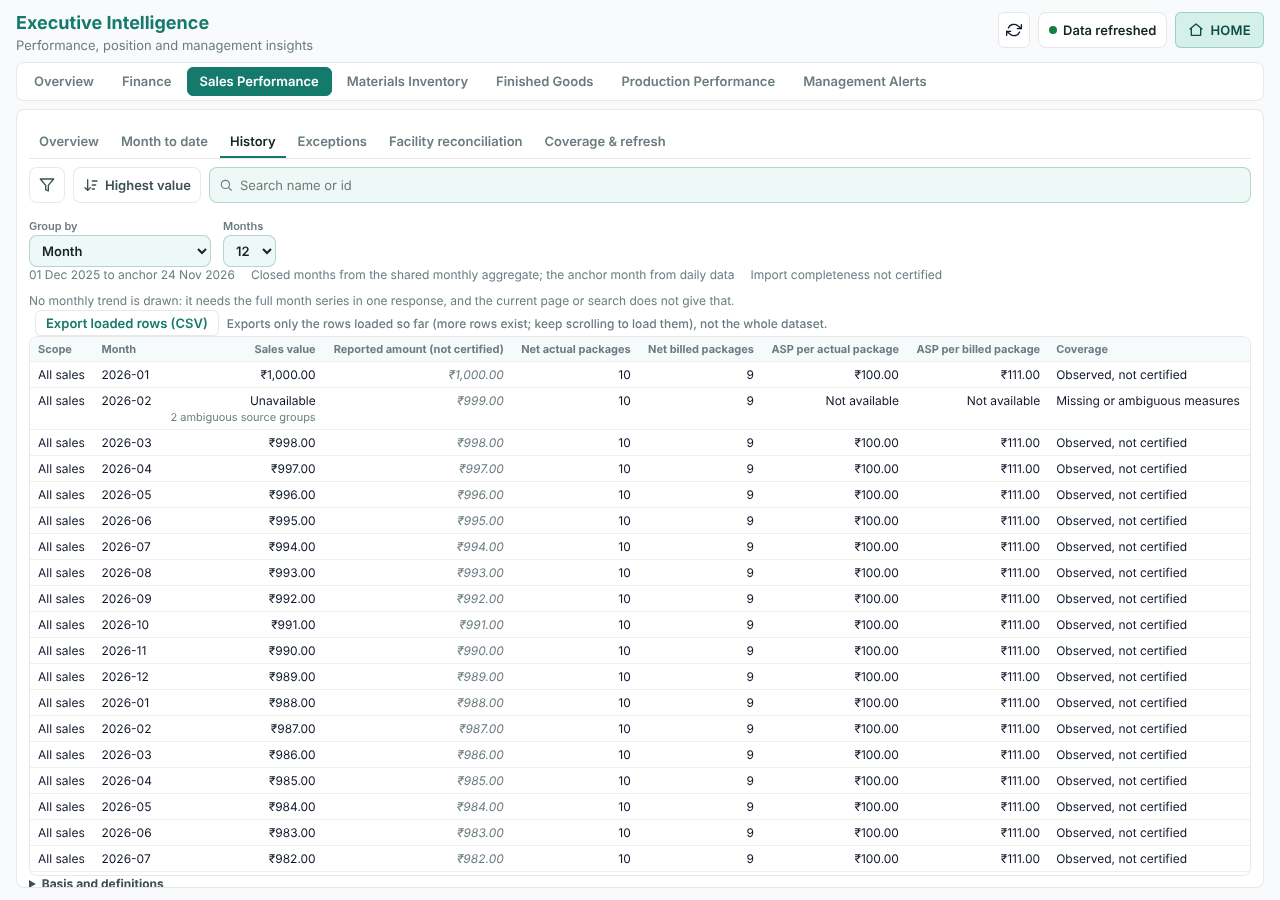 Executive Intelligence
Performance, position and management insights
Data refreshed
HOME
Overview Finance Sales Performance Materials Inventory Finished Goods Production Performance Management Alerts
Overview Month to date History Exceptions Facility reconciliation Coverage & refresh
Highest value
Search name or id
Group by Months
Month 12
01 Dec 2025 to anchor 24 Nov 2026 Closed months from the shared monthly aggregate; the anchor month from daily data Import completeness not certified
No monthly trend is drawn: it needs the full month series in one response, and the current page or search does not give that.
Export loaded rows (CSV) Exports only the rows loaded so far (more rows exist; keep scrolling to load them), not the whole dataset.
Scope Month Sales value Reported amount (not certified) Net actual packages Net billed packages ASP per actual package ASP per billed package Coverage
All sales 2026-01 ₹1,000.00 ₹1,000.00 10 9 ₹100.00 ₹111.00 Observed, not certified
All sales 2026-02 Unavailable ₹999.00 10 9 Not available Not available Missing or ambiguous measures
2 ambiguous source groups
All sales 2026-03 ₹998.00 ₹998.00 10 9 ₹100.00 ₹111.00 Observed, not certified
All sales 2026-04 ₹997.00 ₹997.00 10 9 ₹100.00 ₹111.00 Observed, not certified
All sales 2026-05 ₹996.00 ₹996.00 10 9 ₹100.00 ₹111.00 Observed, not certified
All sales 2026-06 ₹995.00 ₹995.00 10 9 ₹100.00 ₹111.00 Observed, not certified
All sales 2026-07 ₹994.00 ₹994.00 10 9 ₹100.00 ₹111.00 Observed, not certified
All sales 2026-08 ₹993.00 ₹993.00 10 9 ₹100.00 ₹111.00 Observed, not certified
All sales 2026-09 ₹992.00 ₹992.00 10 9 ₹100.00 ₹111.00 Observed, not certified
All sales 2026-10 ₹991.00 ₹991.00 10 9 ₹100.00 ₹111.00 Observed, not certified
All sales 2026-11 ₹990.00 ₹990.00 10 9 ₹100.00 ₹111.00 Observed, not certified
All sales 2026-12 ₹989.00 ₹989.00 10 9 ₹100.00 ₹111.00 Observed, not certified
All sales 2026-01 ₹988.00 ₹988.00 10 9 ₹100.00 ₹111.00 Observed, not certified
All sales 2026-02 ₹987.00 ₹987.00 10 9 ₹100.00 ₹111.00 Observed, not certified
All sales 2026-03 ₹986.00 ₹986.00 10 9 ₹100.00 ₹111.00 Observed, not certified
All sales 2026-04 ₹985.00 ₹985.00 10 9 ₹100.00 ₹111.00 Observed, not certified
All sales 2026-05 ₹984.00 ₹984.00 10 9 ₹100.00 ₹111.00 Observed, not certified
All sales 2026-06 ₹983.00 ₹983.00 10 9 ₹100.00 ₹111.00 Observed, not certified
All sales 2026-07 ₹982.00 ₹982.00 10 9 ₹100.00 ₹111.00 Observed, not certified
Basis and definitions